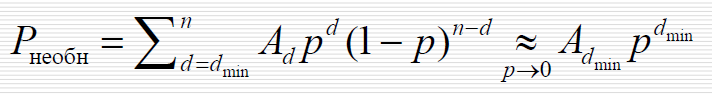 P_необн = ∑_{d=d_min}^{n} A_d p^d (1 − p)^{n−d} ≈_{p→0} A_{d_min} p^{d_min}